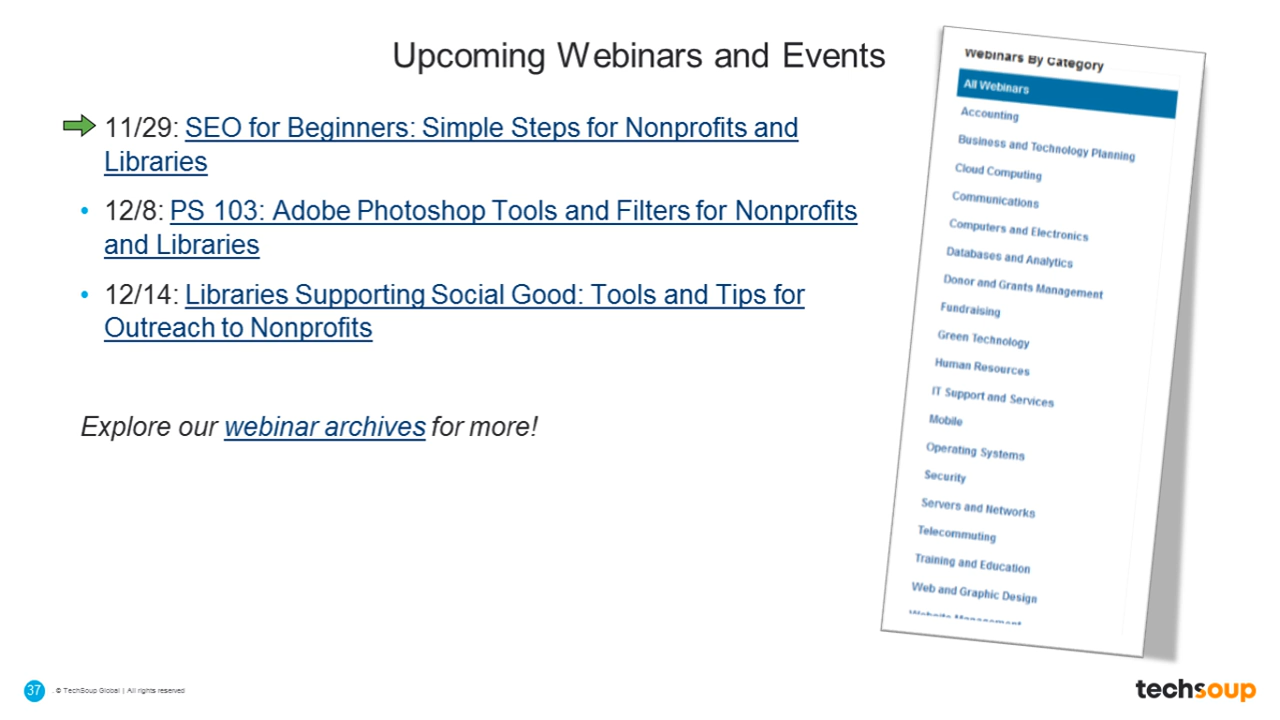 Upcoming Webinars and Events
11/29: SEO for Beginners: Simple Steps for Nonprofits and
Libraries
• 12/8: PS 103: Adobe Photoshop Tools and Filters for Nonprofits
and Libraries
• 12/14: Libraries Supporting Social Good: Tools and Tips for
Outreach to Nonprofits
Explore our webinar archives for more!
Webinars By Category
All Webinars
Accounting
Business and Technology Planning
Cloud Computing
Communications
Computers and Electronics
Databases and Analytics
Donor and Grants Management
Fundraising
Green Technology
Human Resources
IT Support and Services
Mobile
Operating Systems
Security
Servers and Networks
Telecommuting
Training and Education
Web and Graphic Design
Website Management
37
. © TechSoup Global | All rights reserved
techsoup